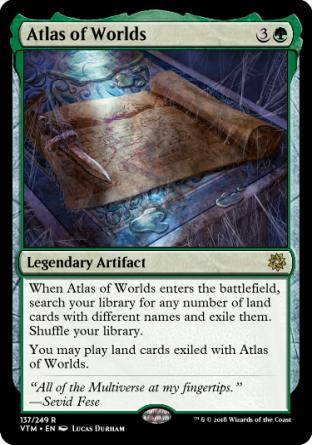 Atlas of Worlds 3
Legendary Artifact
When Atlas of Worlds enters the battlefield,
search your library for any number of land
cards with different names and exile them.
Shuffle your library.
You may play land cards exiled with Atlas
of Worlds.
“All of the Multiverse at my fingertips.”
—Sevid Fese
137/249 R
VTM • EN LUCAS DURHAM ™ & © 2018 Wizards of the Coast